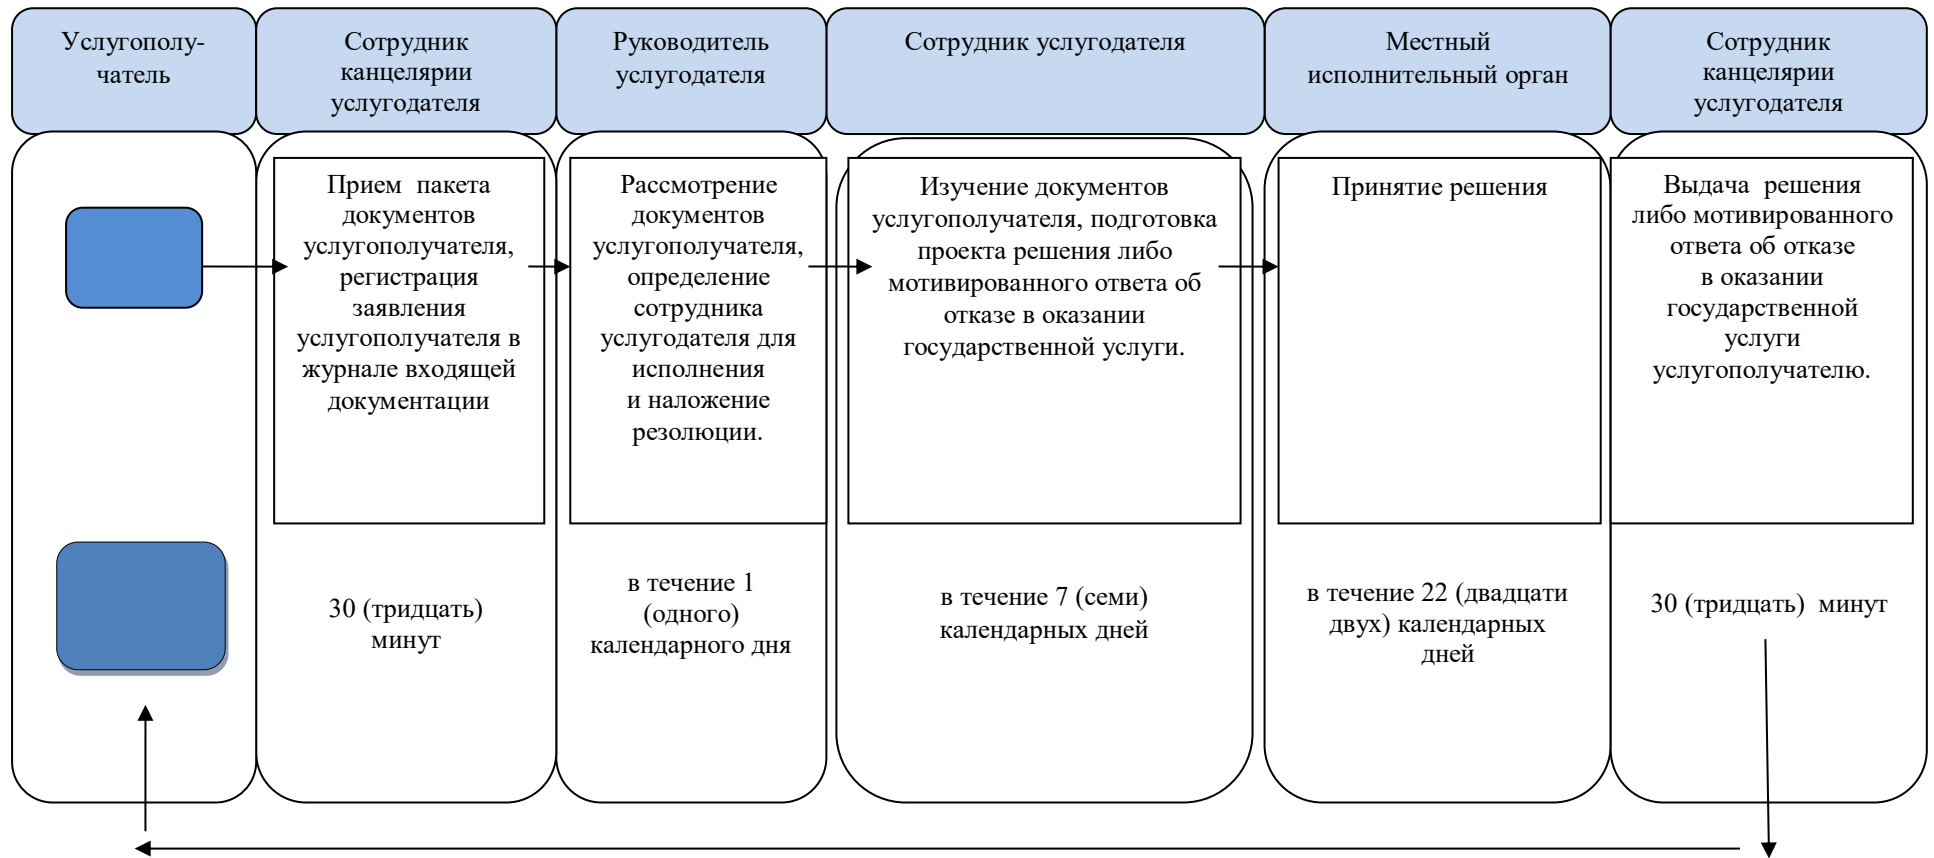 Услугополу-
чатель
Сотрудник
канцелярии
услугодателя
Руководитель
услугодателя
Сотрудник услугодателя
Местный
исполнительный орган
Сотрудник
канцелярии
услугодателя
Прием пакета
документов
услугополучателя,
регистрация
заявления
услугополучателя в
журнале входящей
документации
Рассмотрение
документов
услугополучателя,
определение
сотрудника
услугодателя для
исполнения
и наложение
резолюции.
Изучение документов
услугополучателя, подготовка
проекта решения либо
мотивированного ответа об
отказе в оказании
государственной услуги.
Принятие решения
Выдача решения
либо мотивированного
ответа об отказе
в оказании
государственной
услуги
услугополучателю.
30 (тридцать)
минут
в течение 1
(одного)
календарного дня
в течение 7 (семи)
календарных дней
в течение 22 (двадцати
двух) календарных
дней
30 (тридцать) минут